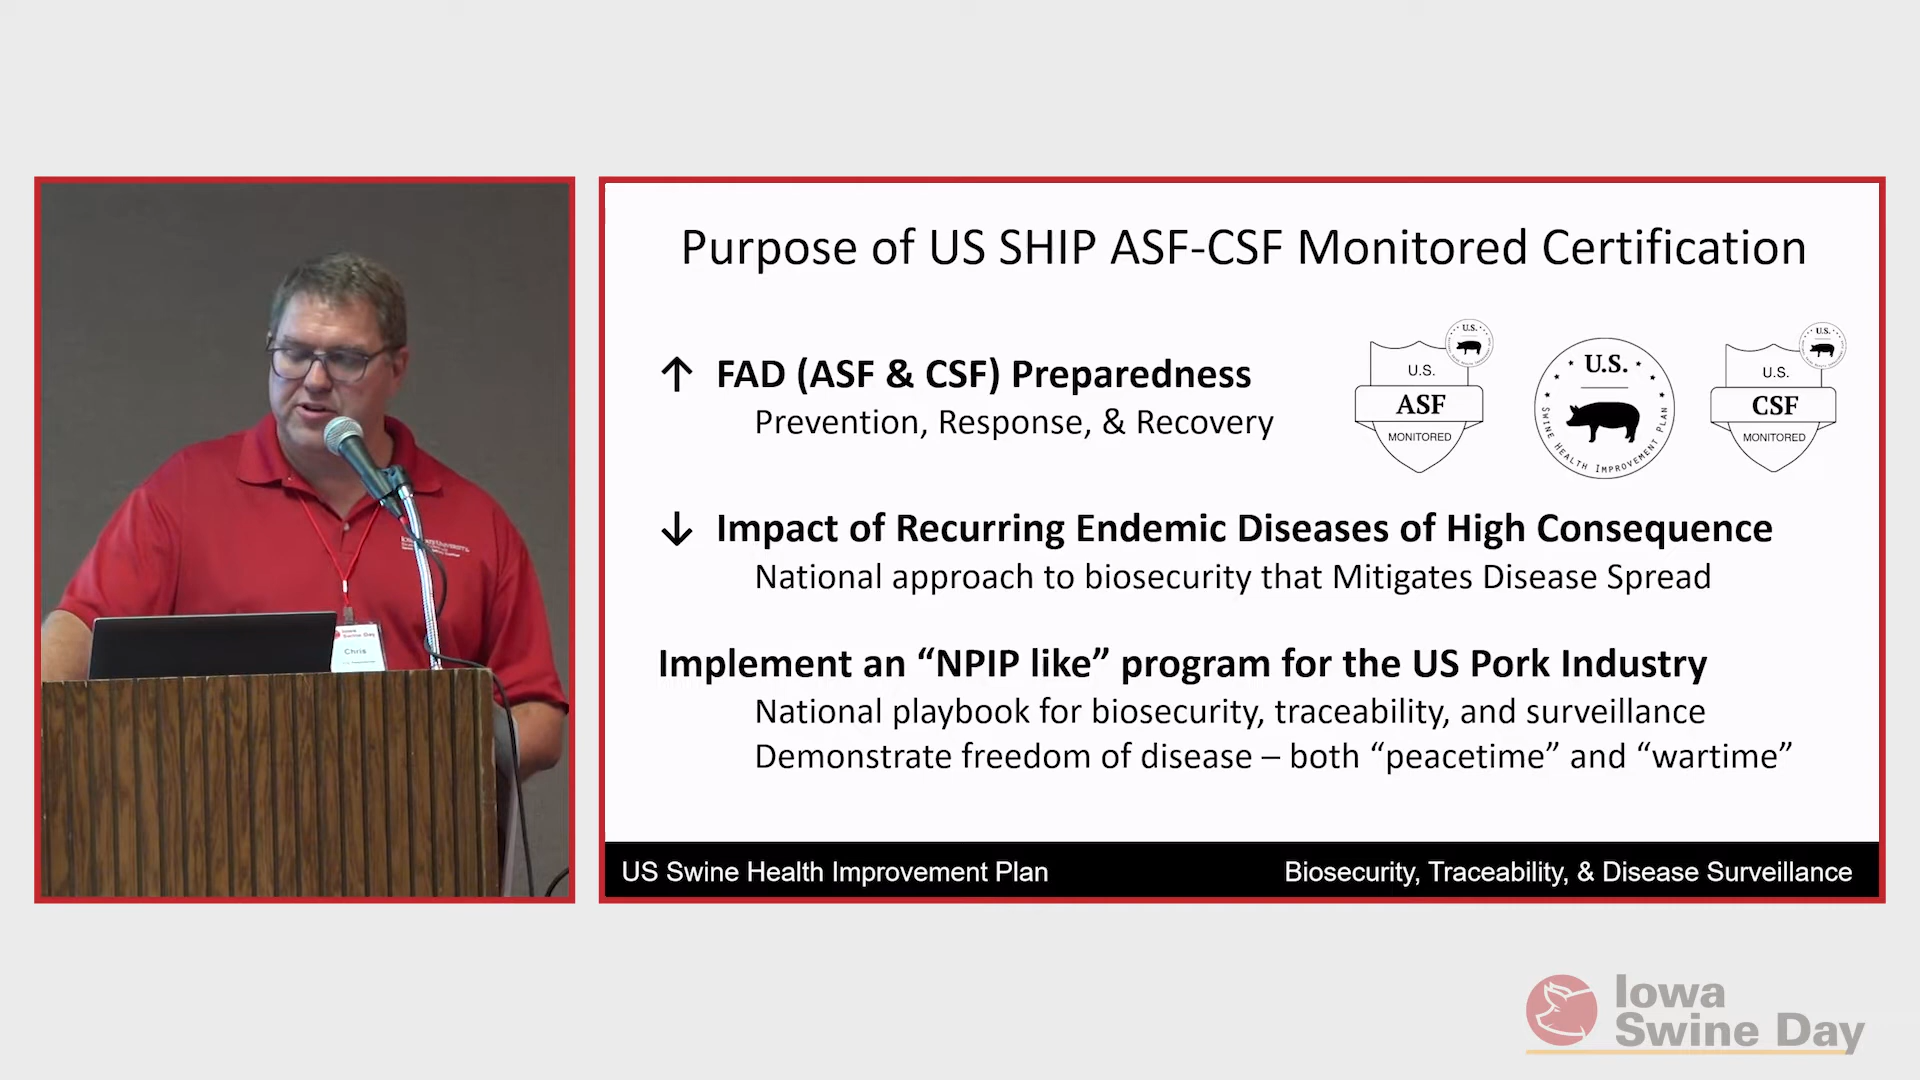 Purpose of US SHIP ASF-CSF Monitored Certification
↑ FAD (ASF & CSF) Preparedness
Prevention, Response, & Recovery
U.S.
ASF
MONITORED
U.S.
U.S.
SWINE HEALTH IMPROVEMENT PLAN
U.S.
CSF
MONITORED
U.S.
↓ Impact of Recurring Endemic Diseases of High Consequence
National approach to biosecurity that Mitigates Disease Spread
Implement an “NPIP like” program for the US Pork Industry
National playbook for biosecurity, traceability, and surveillance
Demonstrate freedom of disease – both “peacetime” and “wartime”
US Swine Health Improvement Plan
Biosecurity, Traceability, & Disease Surveillance
Iowa
Swine Day
Chris
Iowa
Swine Day